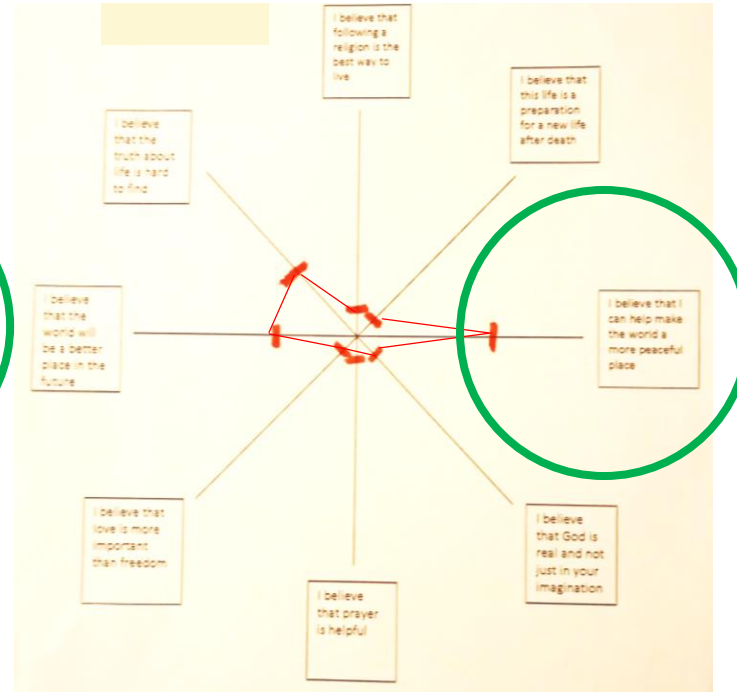 I believe that
following a
religion is the
best way to
live
I believe that
this life is a
preparation
for a new life
after death
I believe
that the
truth about
life is hard
to find
I believe
that the
world will
be a better
place in the
future
I believe that I
can help make
the world a
more peaceful
place
I believe that
love is more
important
than freedom
I believe
that God is
real and not
just in your
imagination
I believe
that prayer
is helpful